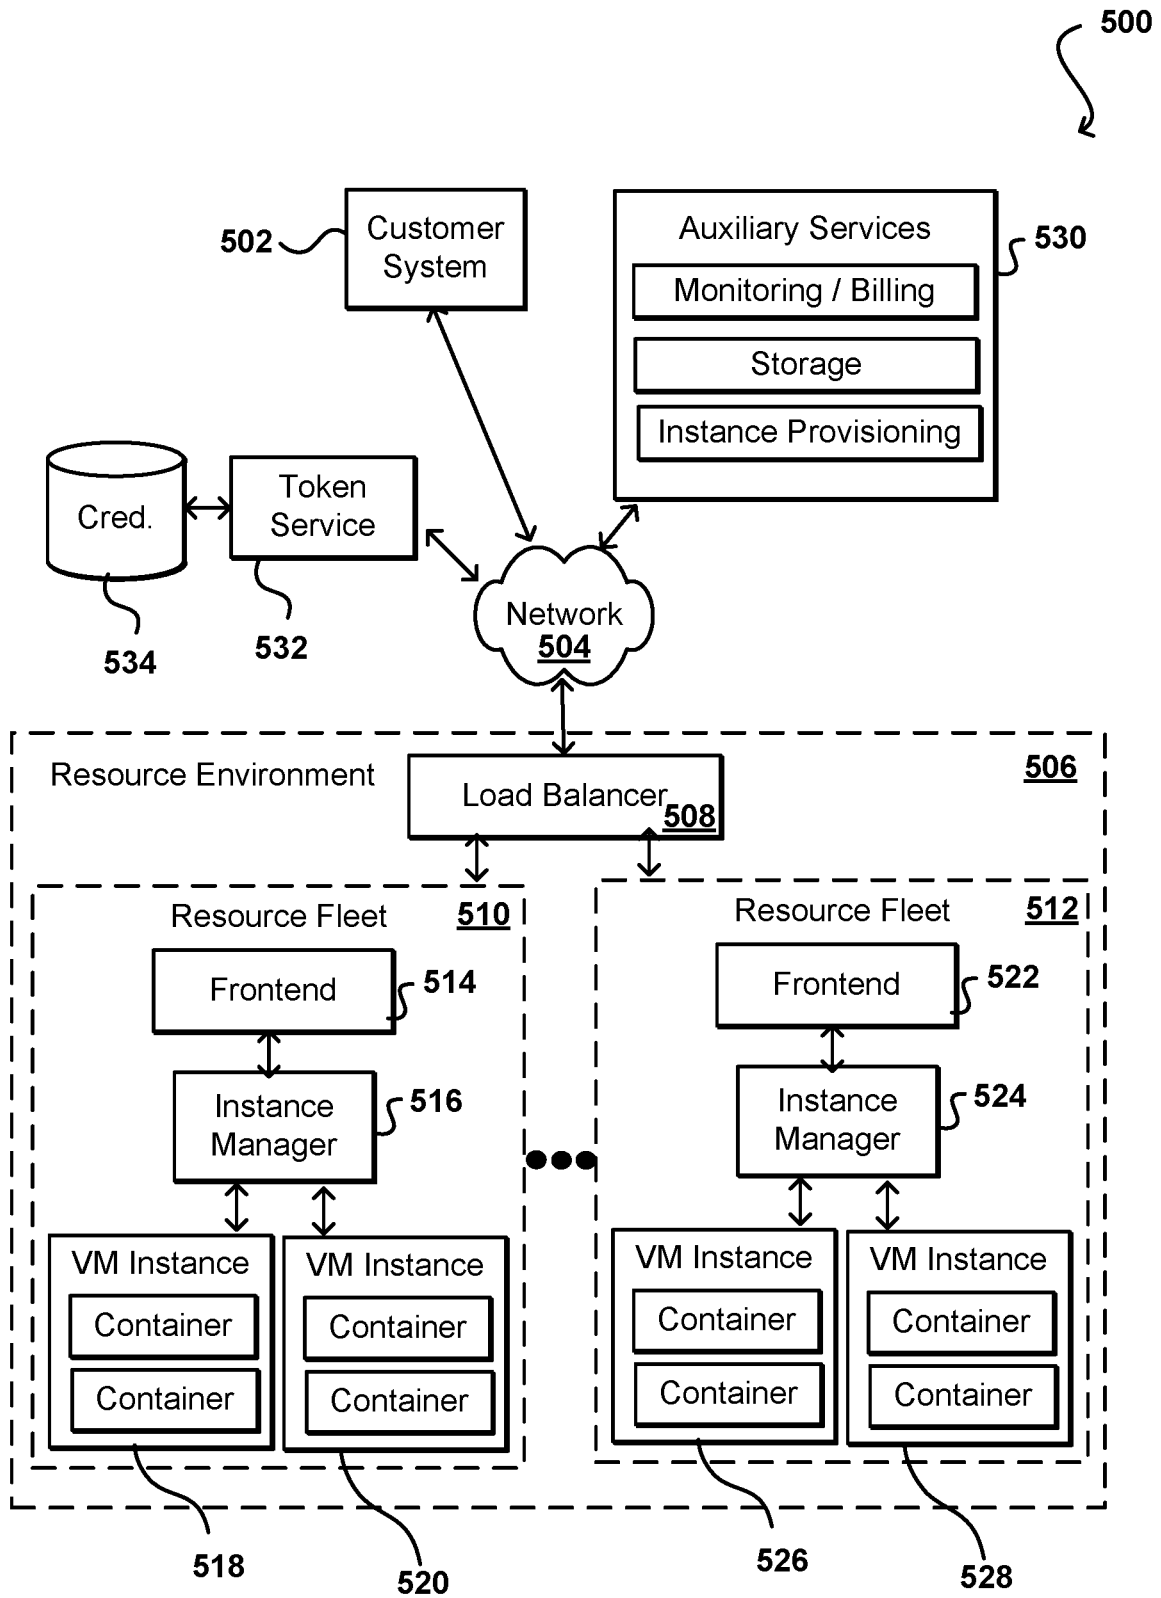 500
Customer
System
502
Auxiliary Services
530
Monitoring / Billing
Storage
Instance Provisioning
Cred.
Token
Service
534
532
Network
504
Resource Environment
506
Load Balancer
508
Resource Fleet
510
Frontend
514
Instance
Manager
516
VM Instance
Container
Container
VM Instance
Container
Container
518
520
Resource Fleet
512
Frontend
522
Instance
Manager
524
VM Instance
Container
Container
VM Instance
Container
Container
526
528